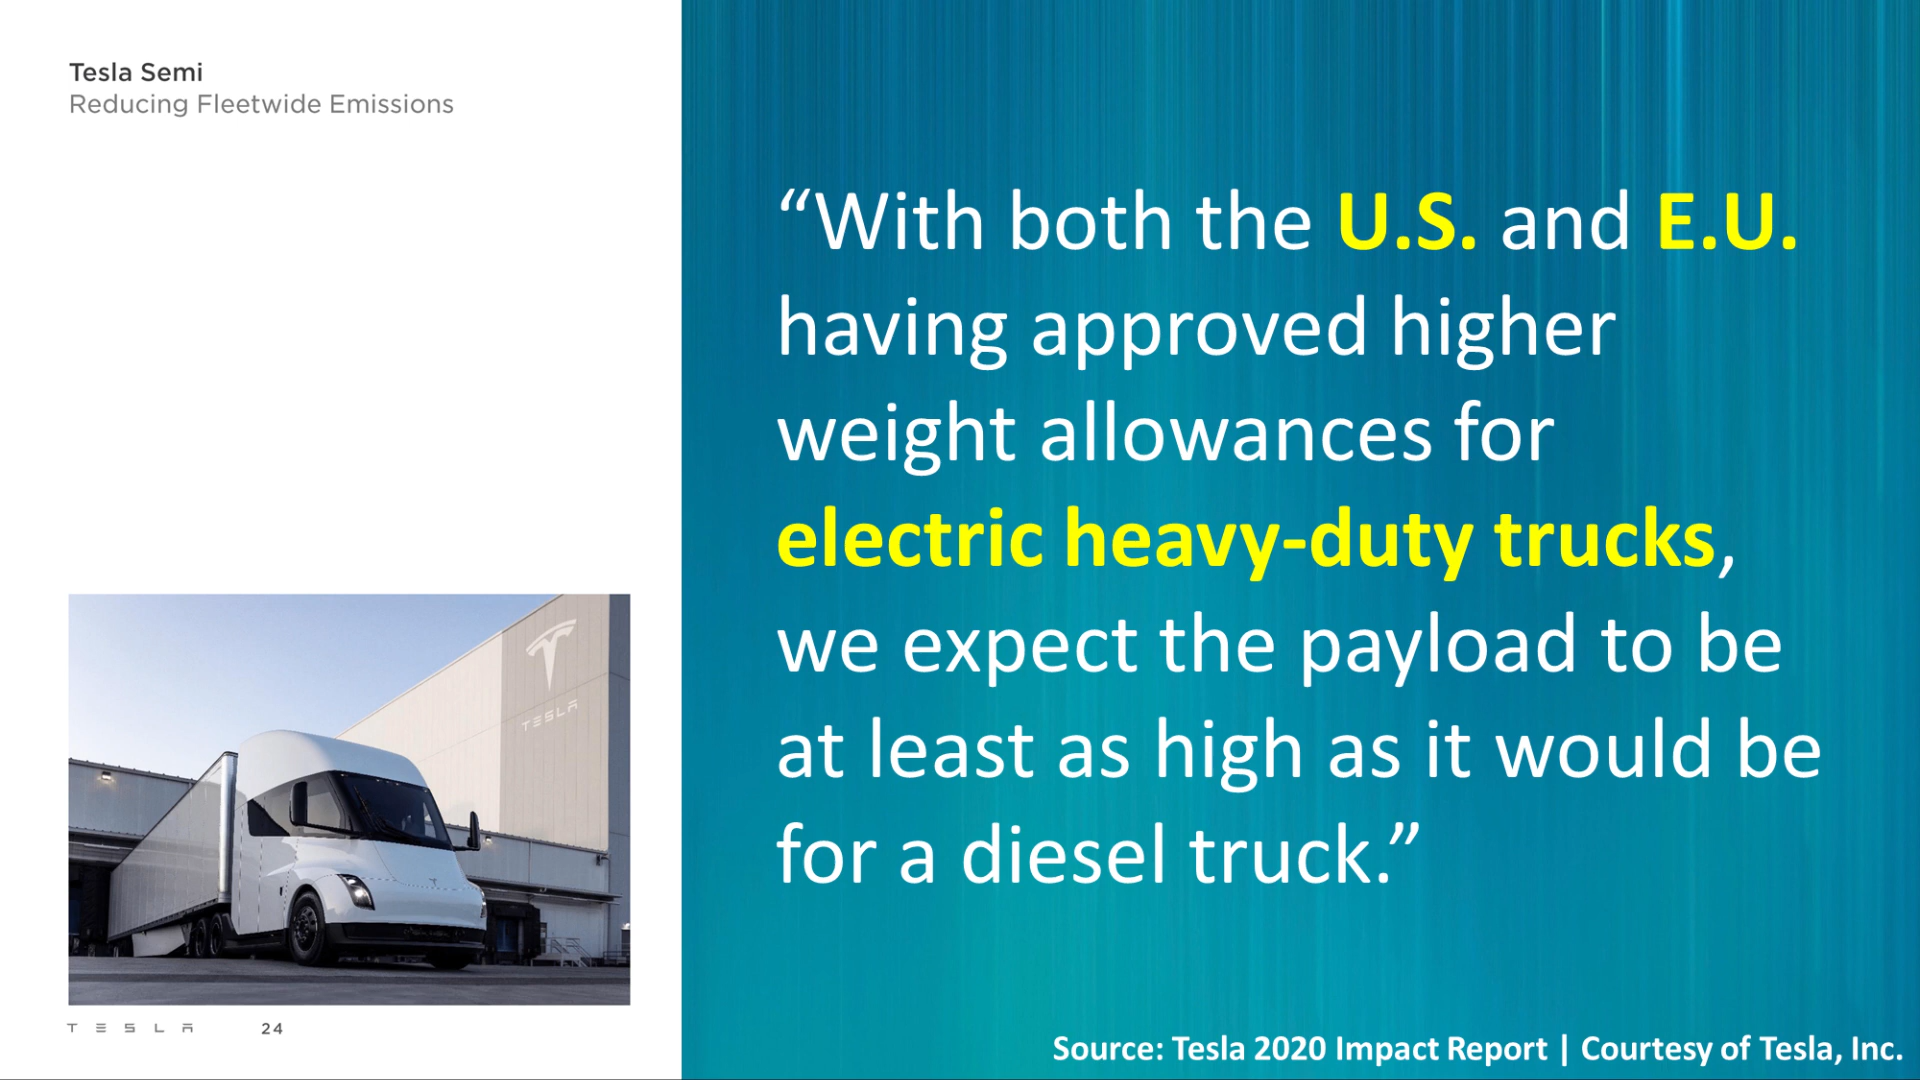 Tesla Semi
Reducing Fleetwide Emissions
“With both the U.S. and E.U.
having approved higher
weight allowances for
electric heavy-duty trucks,
we expect the payload to be
at least as high as it would be
for a diesel truck.”
TESLA
TESLA 24
Source: Tesla 2020 Impact Report | Courtesy of Tesla, Inc.